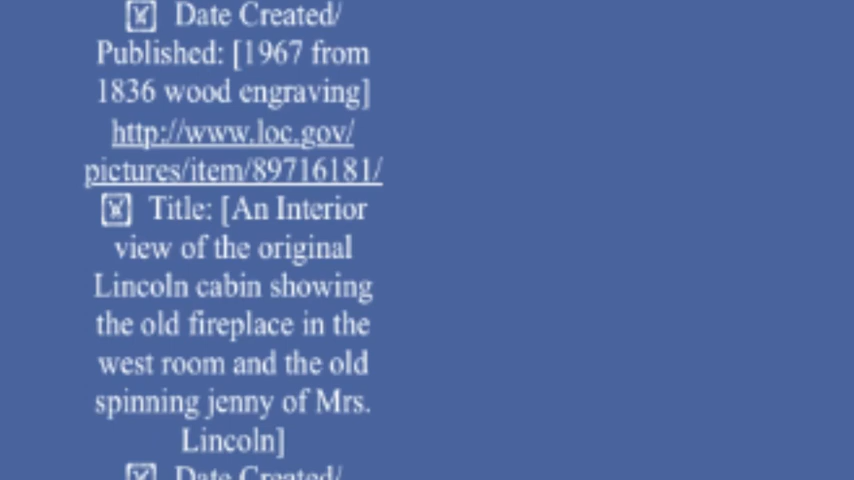 Date Created/
Published: [1967 from
1836 wood engraving]
http://www.loc.gov/
pictures/item/89716181/
Title: [An Interior
view of the original
Lincoln cabin showing
the old fireplace in the
west room and the old
spinning jenny of Mrs.
Lincoln]
Date Created/